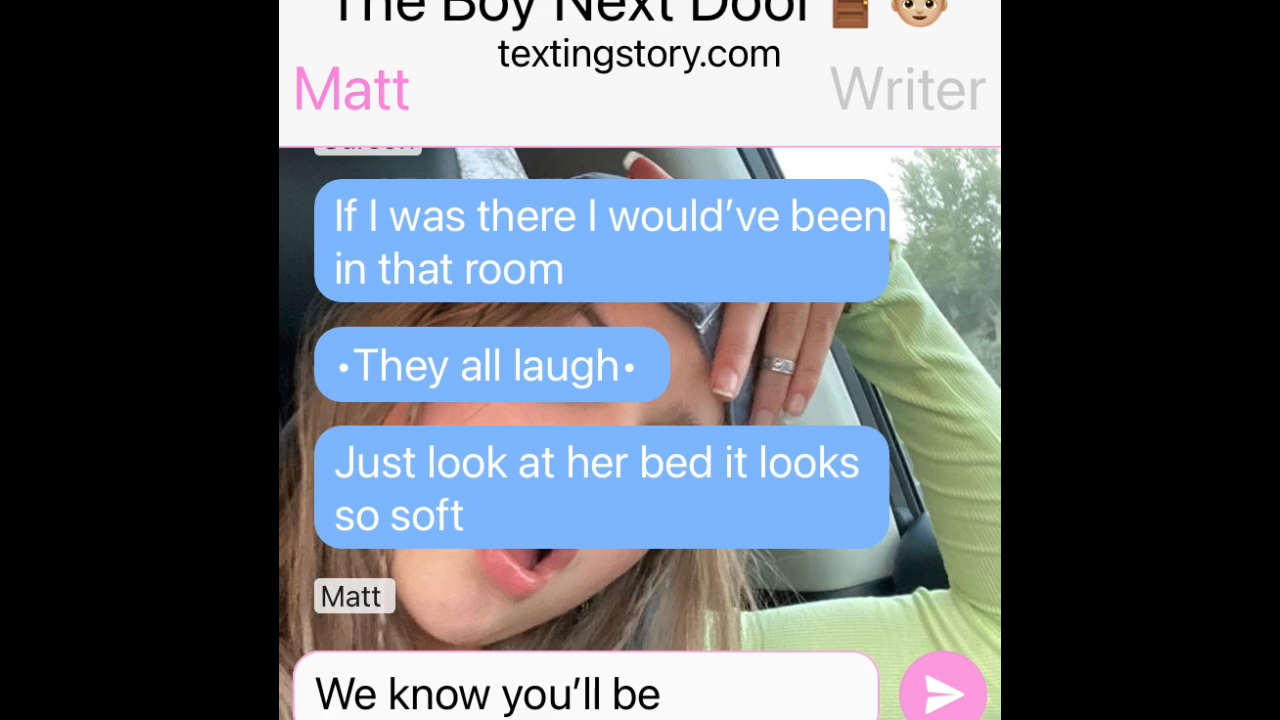 The Boy Next Door
textingstory.com
Matt
Writer
If I was there I would’ve been
in that room
•They all laugh•
Just look at her bed it looks
so soft
Matt
We know you’ll be